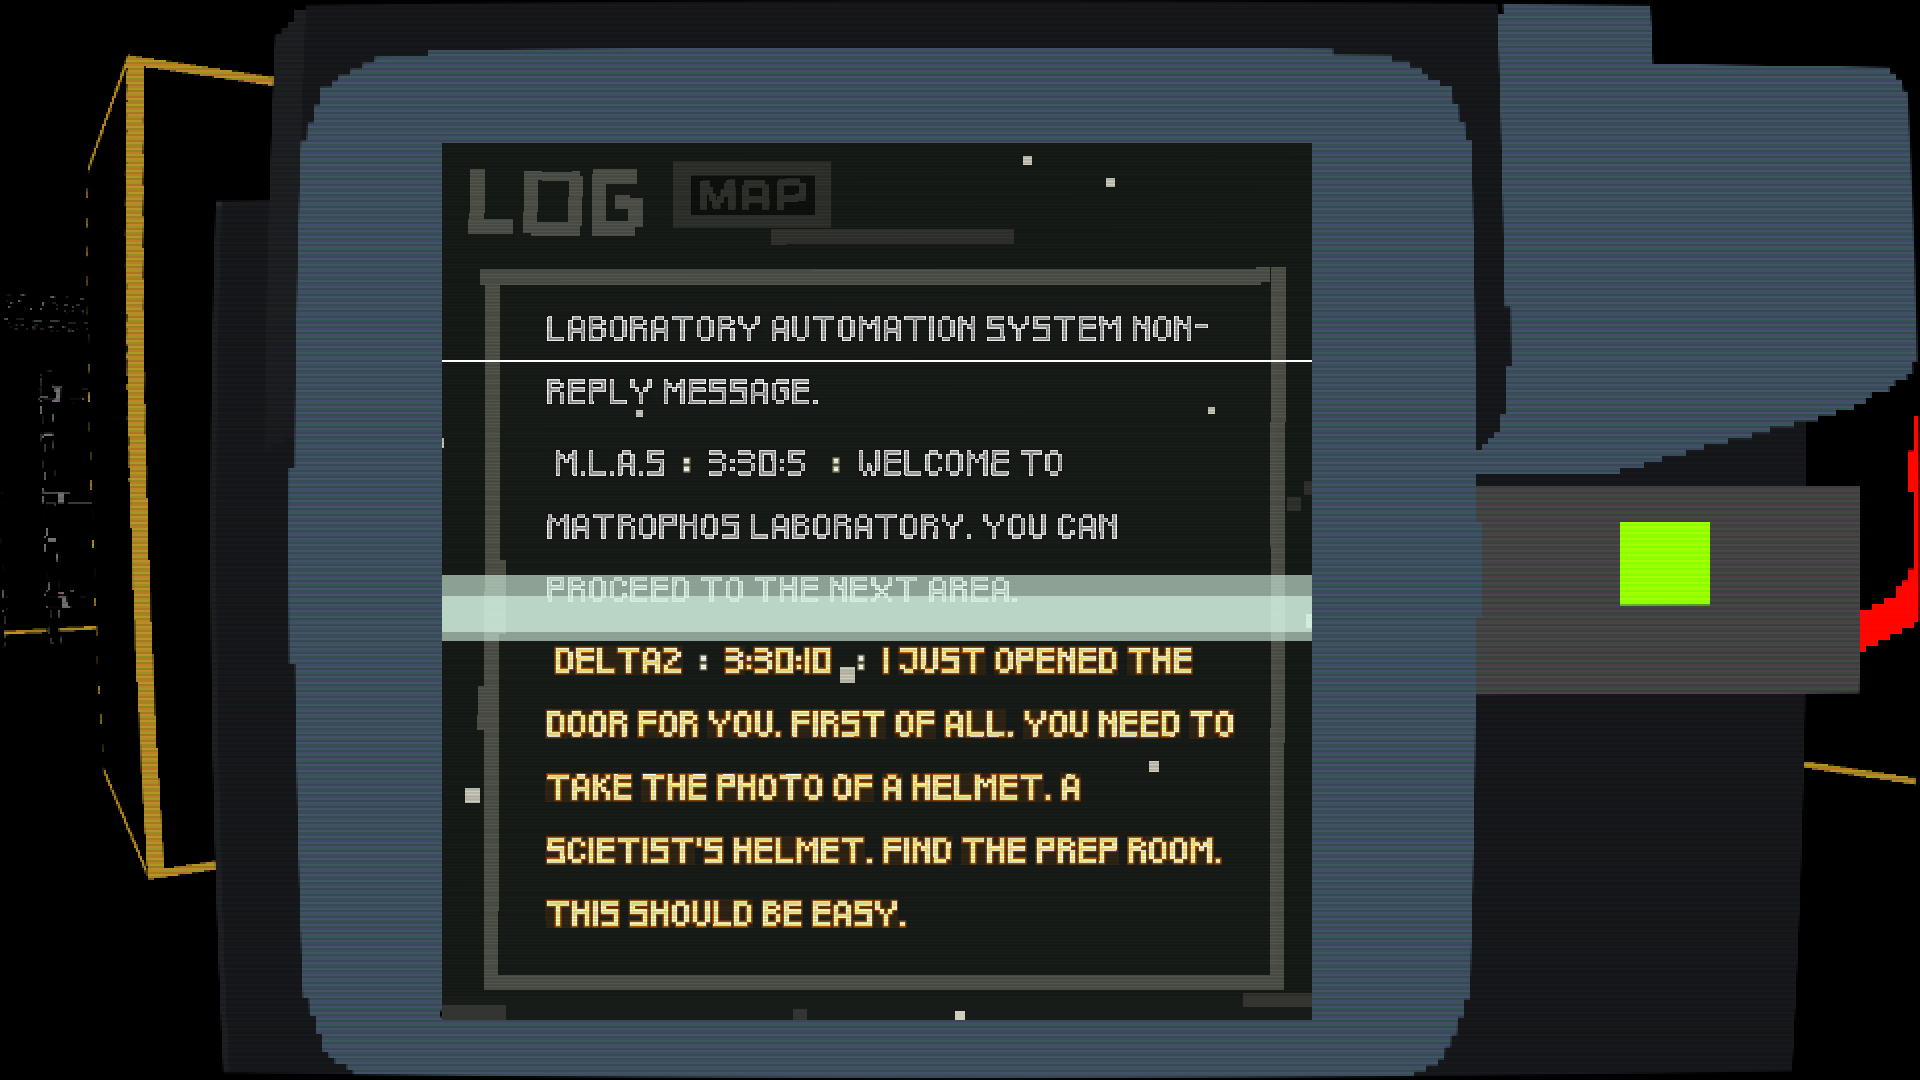 LOG MAP
LABORATORY AUTOMATION SYSTEM NON-
REPLY MESSAGE.
M.L.A.S : 3:30:5 : WELCOME TO
MATROPHOS LABORATORY. YOU CAN
PROCEED TO THE NEXT AREA.
DELTA2 : 3:30:10 : I JUST OPENED THE
DOOR FOR YOU. FIRST OF ALL. YOU NEED TO
TAKE THE PHOTO OF A HELMET. A
SCIETIST'S HELMET. FIND THE PREP ROOM.
THIS SHOULD BE EASY.